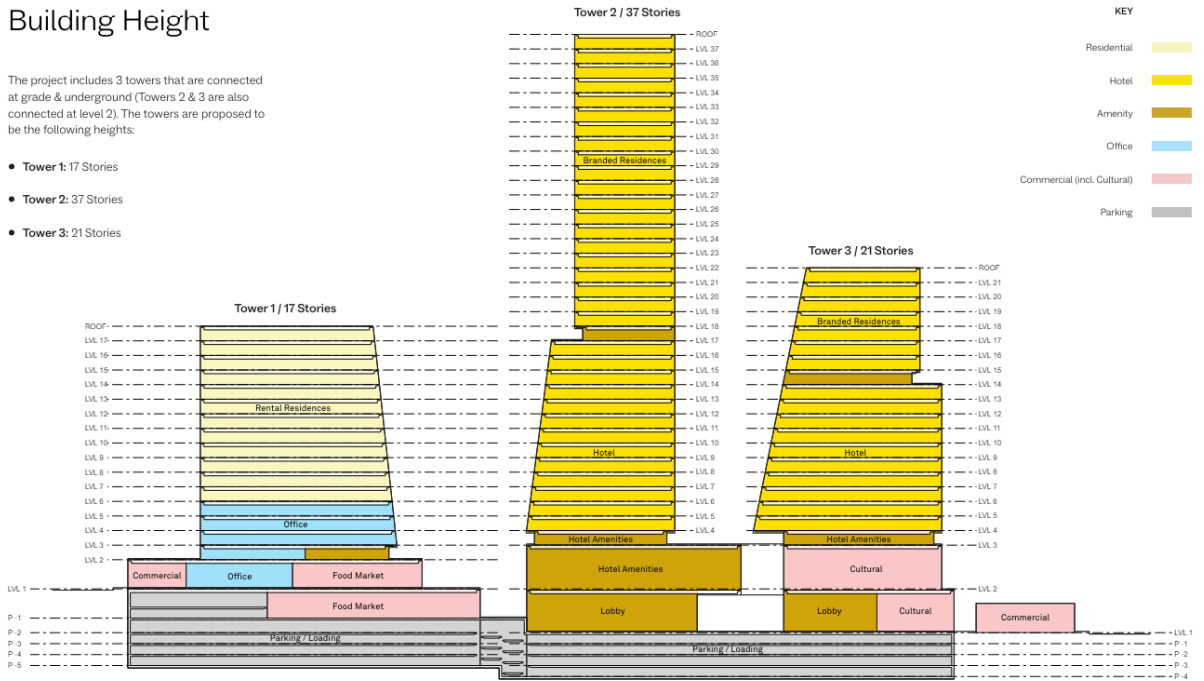 Building Height
The project includes 3 towers that are connected
at grade & underground (Towers 2 & 3 are also
connected at level 2). The towers are proposed to
be the following heights:
• Tower 1: 17 Stories
• Tower 2: 37 Stories
• Tower 3: 21 Stories
KEY
Residential
Hotel
Amenity
Office
Commercial (incl. Cultural)
Parking
Tower 1 / 17 Stories
ROOF
LVL 17
LVL 16
LVL 15
LVL 14
LVL 13
LVL 12
LVL 11
LVL 10
LVL 9
LVL 8
LVL 7
LVL 6
LVL 5
LVL 4
LVL 3
LVL 2
LVL 1
P -1
P -2
P -3
P -4
P -5
Rental Residences
Office
Commercial
Office
Food Market
Food Market
Parking / Loading
Tower 2 / 37 Stories
ROOF
LVL 37
LVL 36
LVL 35
LVL 34
LVL 33
LVL 32
LVL 31
LVL 30
LVL 29
LVL 28
LVL 27
LVL 26
LVL 25
LVL 24
LVL 23
LVL 22
LVL 21
LVL 20
LVL 19
LVL 18
LVL 17
LVL 16
LVL 15
LVL 14
LVL 13
LVL 12
LVL 11
LVL 10
LVL 9
LVL 8
LVL 7
LVL 6
LVL 5
LVL 4
Branded Residences
Hotel
Hotel Amenities
Hotel Amenities
Lobby
Parking / Loading
Tower 3 / 21 Stories
ROOF
LVL 21
LVL 20
LVL 19
LVL 18
LVL 17
LVL 16
LVL 15
LVL 14
LVL 13
LVL 12
LVL 11
LVL 10
LVL 9
LVL 8
LVL 7
LVL 6
LVL 5
LVL 4
LVL 3
LVL 2
LVL 1
P -1
P -2
P -3
P -4
Branded Residences
Hotel
Hotel Amenities
Cultural
Lobby
Cultural
Commercial